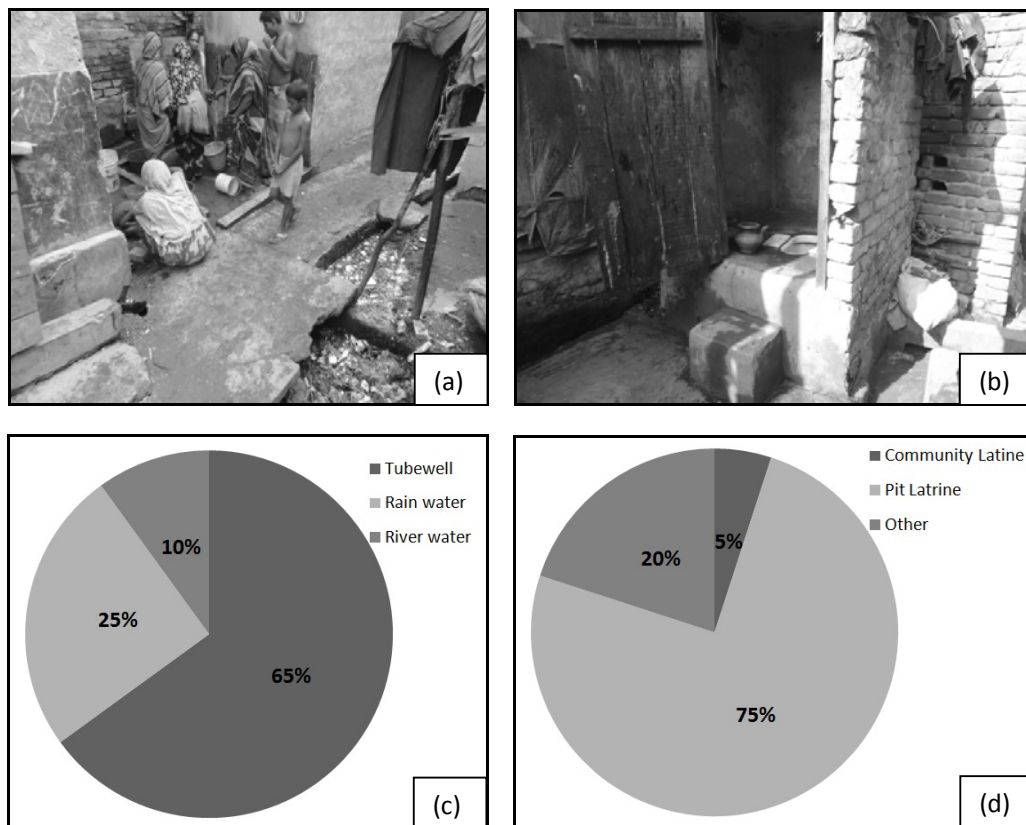 (a)
(b)
Tubewell
Rain water
River water
10%
25%
65%
(c)
Community Latine
Pit Latrine
Other
5%
20%
75%
(d)